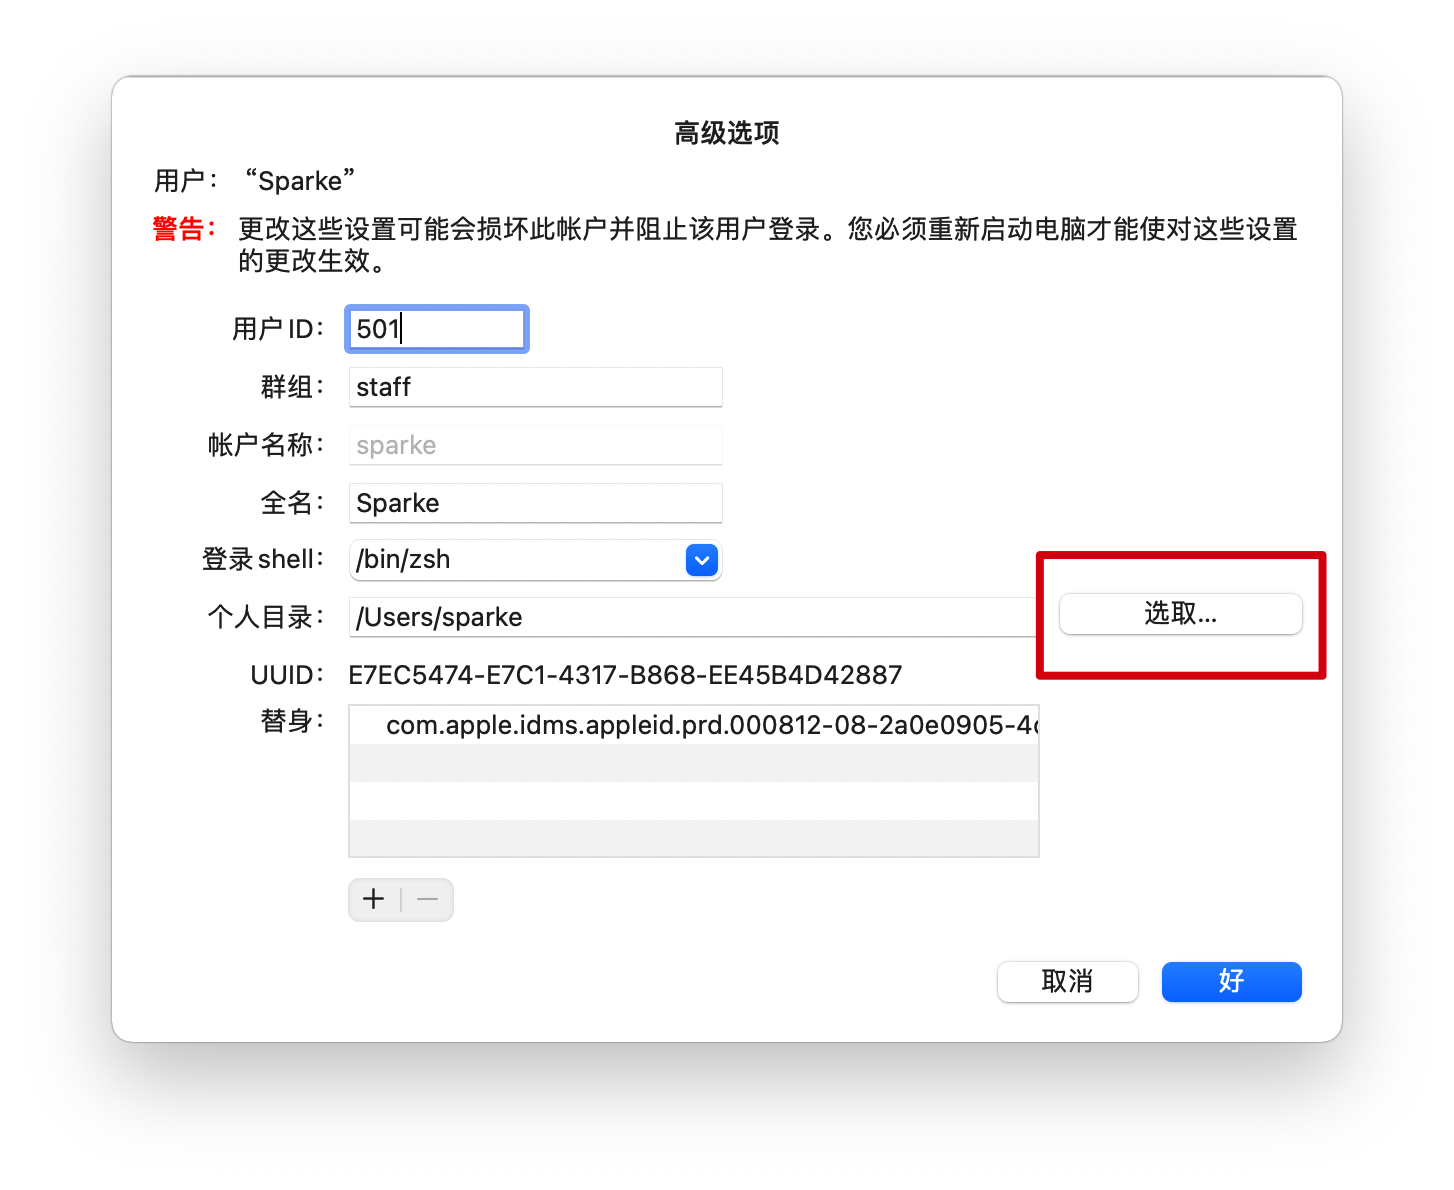 高级选项
用户： “Sparke”
警告： 更改这些设置可能会损坏此帐户并阻止该用户登录。您必须重新启动电脑才能使对这些设置
的更改生效。
用户 ID： 501
群组： staff
帐户名称： sparke
全名： Sparke
登录 shell： /bin/zsh
个人目录： /Users/sparke 选取...
UUID： E7EC5474-E7C1-4317-B868-EE45B4D42887
替身： com.apple.idms.appleid.prd.000812-08-2a0e0905-4
取消 好